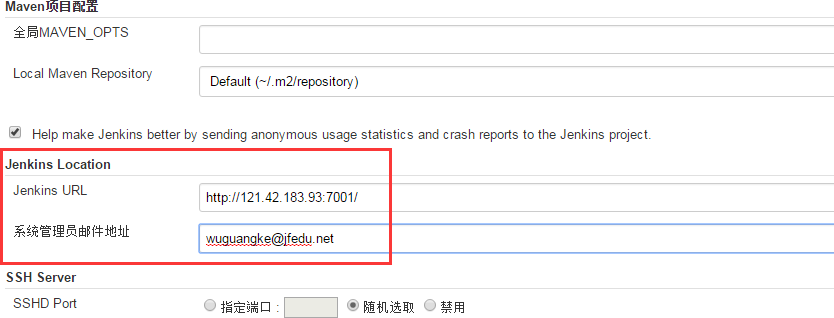 Maven项目配置
全局MAVEN_OPTS
Local Maven Repository
Default (~/.m2/repository)
Help make Jenkins better by sending anonymous usage statistics and crash reports to the Jenkins project.
Jenkins Location
Jenkins URL
http://121.42.183.93:7001/
系统管理员邮件地址
wuguangke@jfedu.net
SSH Server
SSHD Port 指定端口 : 随机选取 禁用